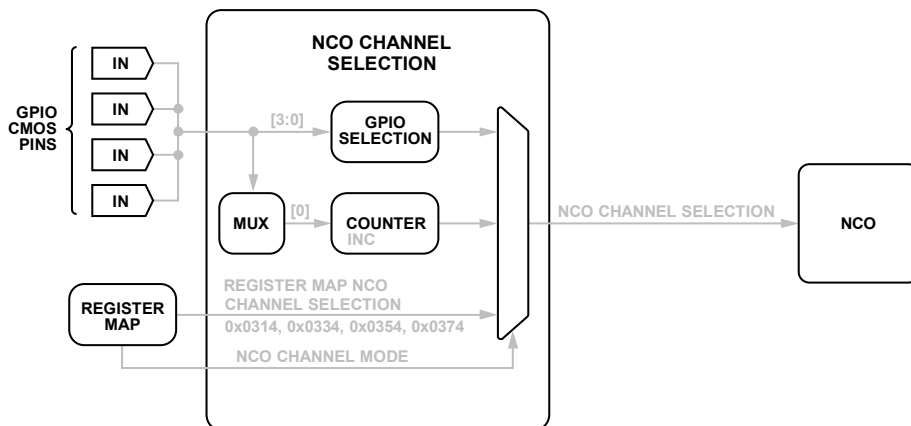 NCO CHANNEL
SELECTION
IN
IN
IN
IN
GPIO
CMOS
PINS
[3:0]
GPIO
SELECTION
MUX
[0]
COUNTER
INC
NCO CHANNEL SELECTION
NCO
REGISTER
MAP
REGISTER MAP NCO
CHANNEL SELECTION
0x0314, 0x0334, 0x0354, 0x0374
NCO CHANNEL MODE